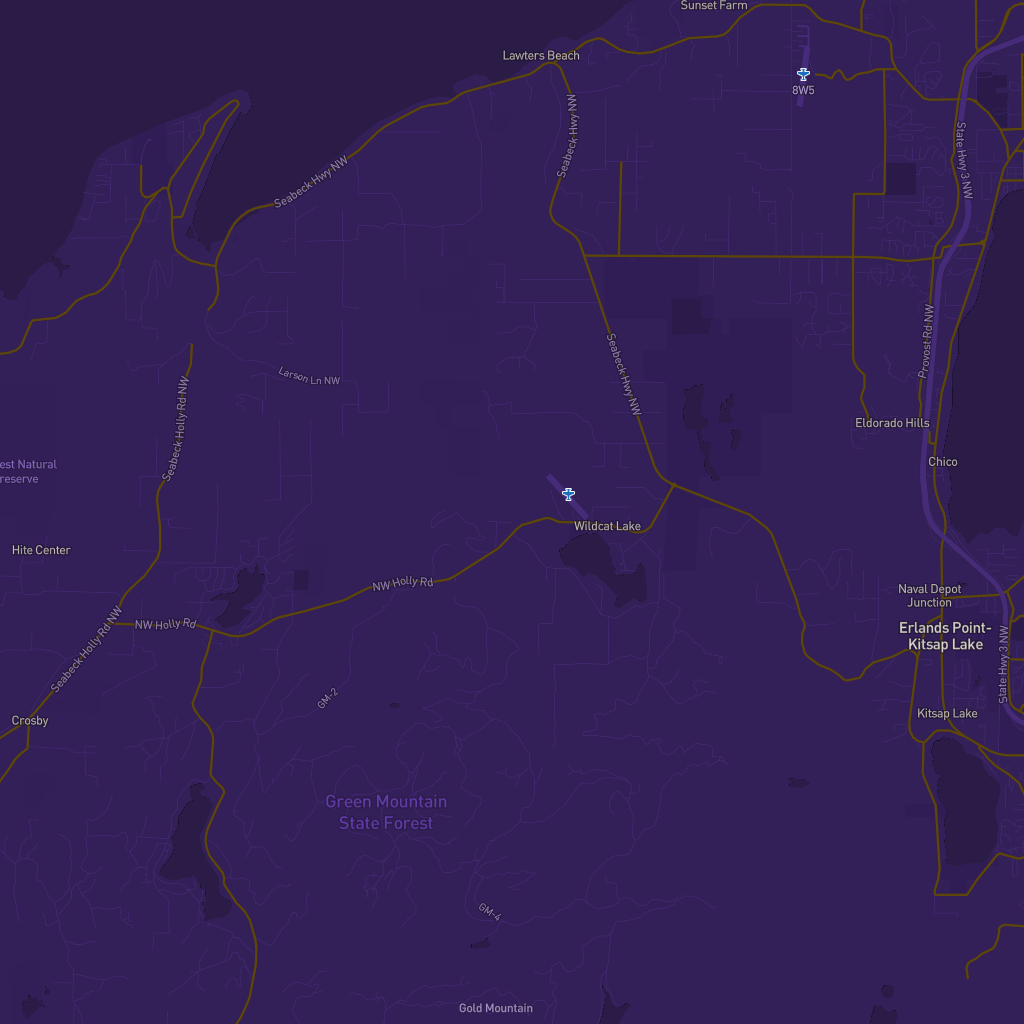 Sunset Farm
Lawters Beach
8W5
Seabeck Hwy NW
State Hwy 3 NW
Seabeck Hwy NW
Provost Rd NW
Seabeck Hwy NW
Larson Ln NW
Seabeck Holly Rd NW
Eldorado Hills
Chico
est Natural
reserve
Wildcat Lake
Hite Center
NW Holly Rd
Naval Depot
Junction
NW Holly Rd
Erlands Point-
Kitsap Lake
Seabeck Holly Rd NW
State Hwy 3 NW
GM-2
Crosby
Kitsap Lake
Green Mountain
State Forest
GM-4
Gold Mountain